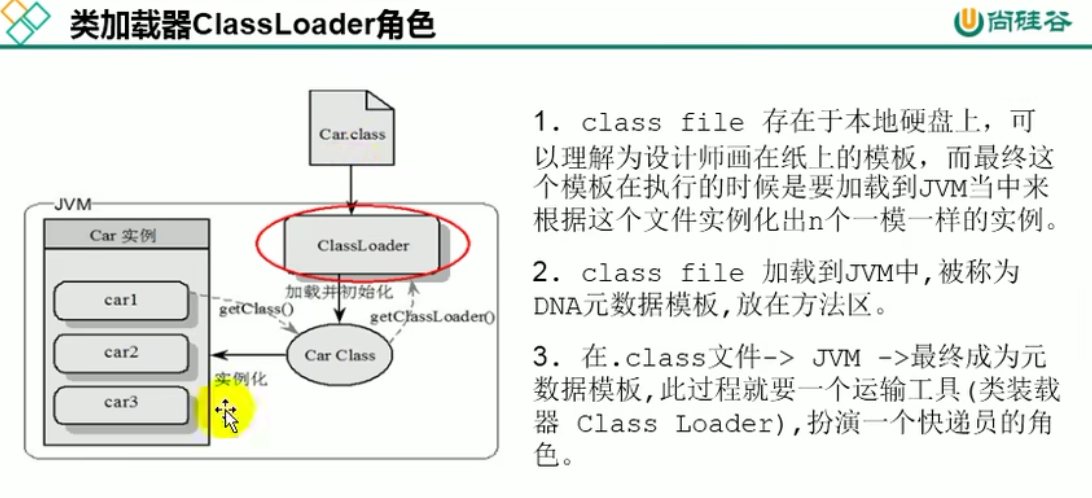 类加载器ClassLoader角色
尚硅谷
Car.class
JVM
Car 实例
ClassLoader
加载并初始化
car1
getClass()
getClassLoader()
car2
Car Class
实例化
car3
1. class file 存在于本地硬盘上，可
以理解为设计师画在纸上的模板，而最终这
个模板在执行的时候是要加载到JVM当中来
根据这个文件实例化出n个一模一样的实例。
2. class file 加载到JVM中,被称为
DNA元数据模板,放在方法区。
3. 在.class文件-> JVM ->最终成为元
数据模板,此过程就要一个运输工具(类装载
器 Class Loader),扮演一个快递员的角
色。